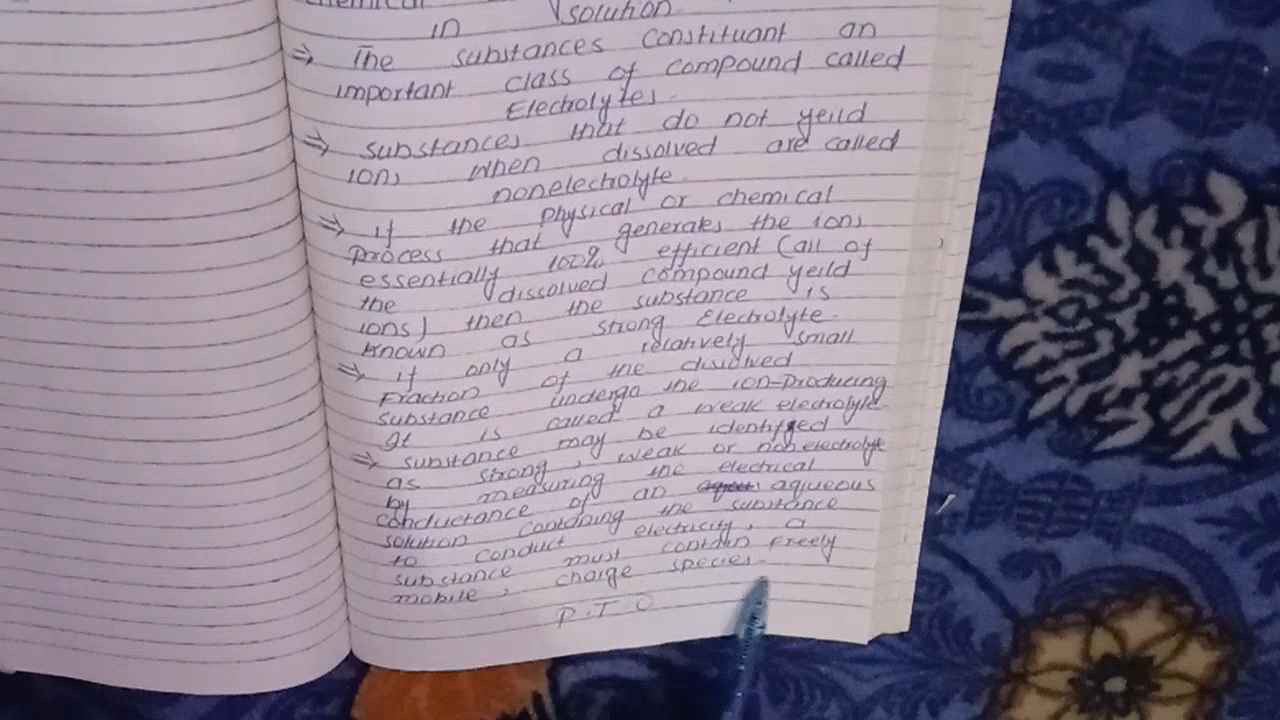 chemical
in solution
⇒ The substances constituant an
important class of compound called
Electrolytes.
⇒ substances that do not yeild
ions when dissolved are called
nonelectrolyte.
⇒ if the physical or chemical
process that generates the ions
essentially 100% efficient (all of
the dissolved compound yeild
ions) then the substance is
known as strong Electrolyte.
⇒ if only a relatively small
Fraction of the dissolved
substance undergo the ion-Producing
it is called a weak electrolyte.
⇒ substance may be identified
as strong, weak or nonelectrolyt
by measuring the electrical
conductance of an aqueous
solution containing the substance
to conduct electricity, a
substance must contain freely
mobile, charge species.
P.T.O